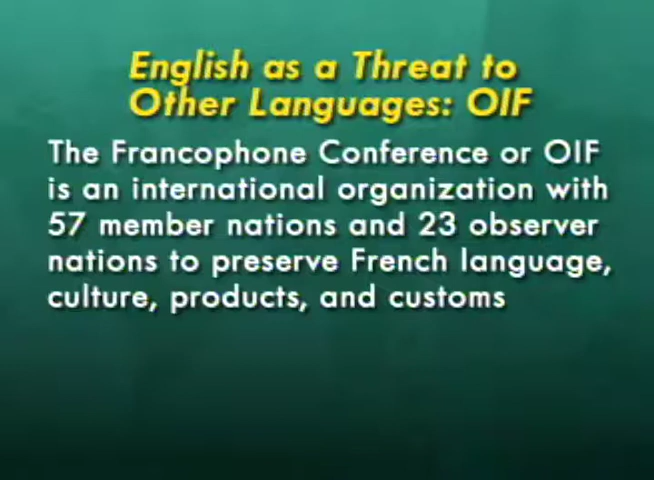 English as a Threat to
Other Languages: OIF
The Francophone Conference or OIF
is an international organization with
57 member nations and 23 observer
nations to preserve French language,
culture, products, and customs